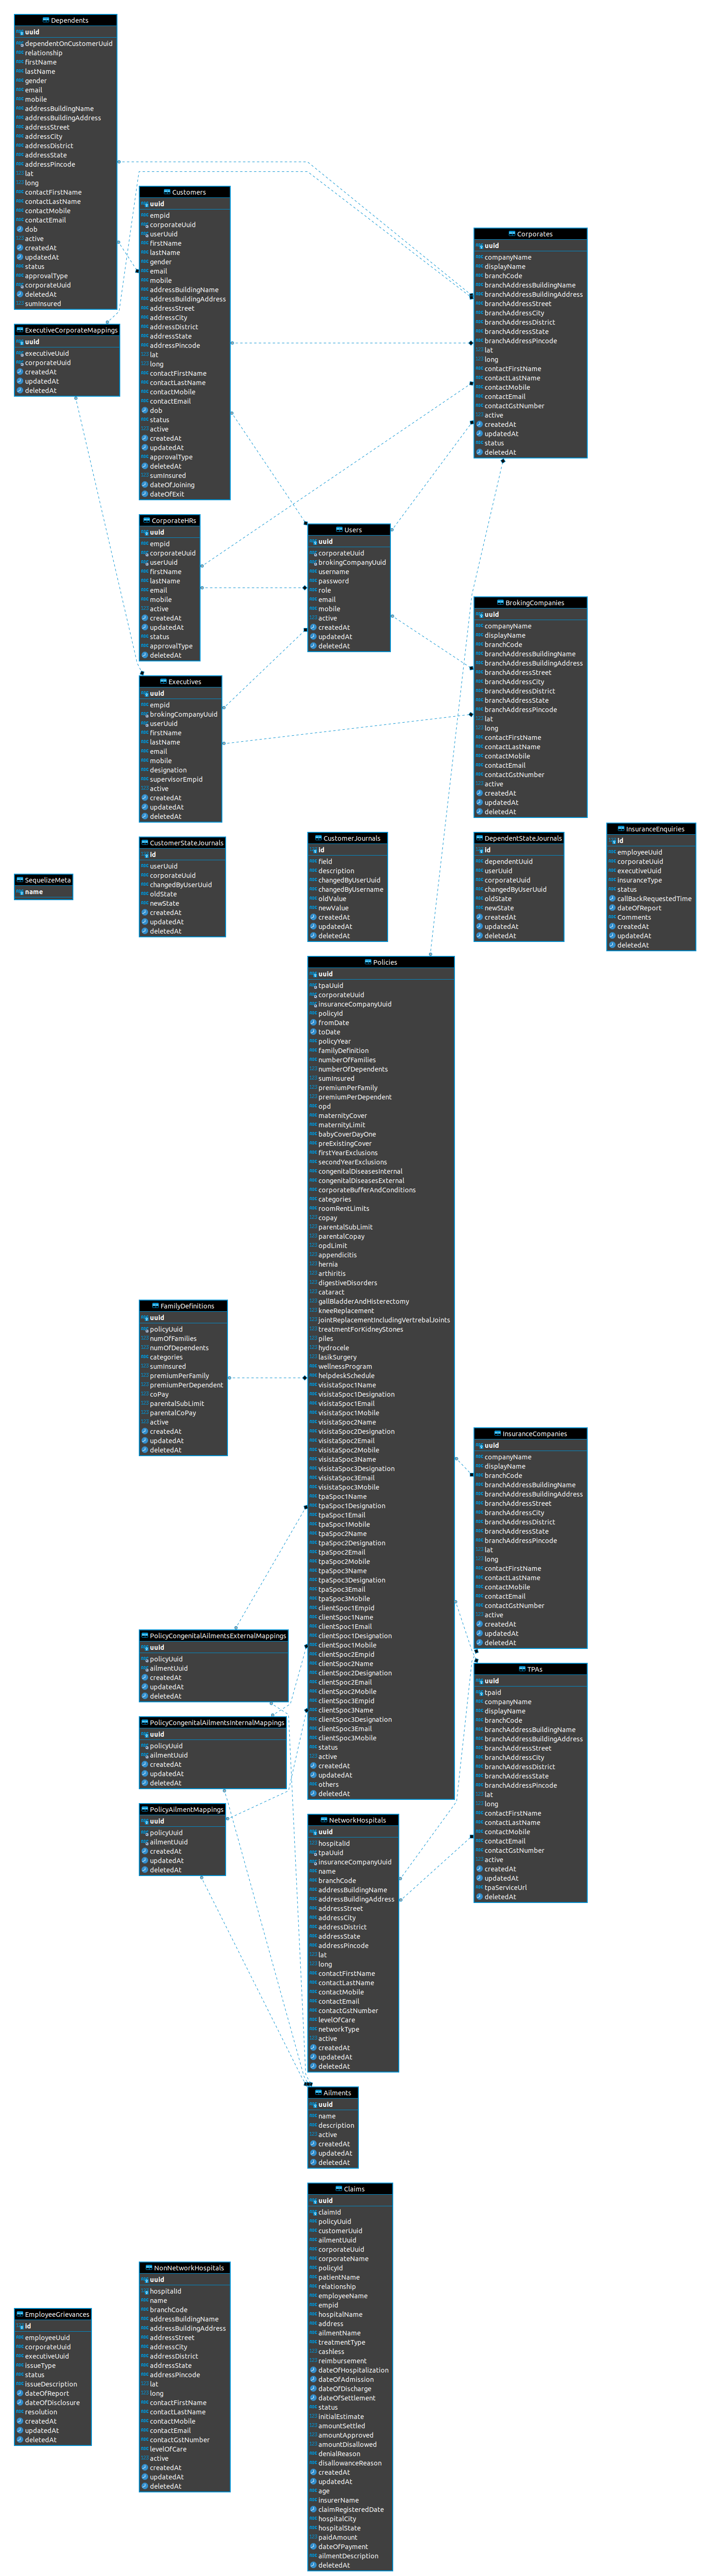 Dependents
uuid
dependentOnCustomerUuid
relationship
firstName
lastName
gender
email
mobile
addressBuildingName
addressBuildingAddress
addressStreet
addressCity
addressDistrict
addressState
addressPincode
lat
long
contactFirstName
contactLastName
contactMobile
contactEmail
dob
active
createdAt
updatedAt
status
approvalType
corporateUuid
deletedAt
sumInsured
ExecutiveCorporateMappings
uuid
executiveUuid
corporateUuid
createdAt
updatedAt
deletedAt
Customers
uuid
empid
corporateUuid
userUuid
firstName
lastName
gender
email
mobile
addressBuildingName
addressBuildingAddress
addressStreet
addressCity
addressDistrict
addressState
addressPincode
lat
long
contactFirstName
contactLastName
contactMobile
contactEmail
dob
status
active
createdAt
updatedAt
approvalType
deletedAt
sumInsured
dateOfJoining
dateOfExit
Corporates
uuid
companyName
displayName
branchCode
branchAddressBuildingName
branchAddressBuildingAddress
branchAddressStreet
branchAddressCity
branchAddressDistrict
branchAddressState
branchAddressPincode
lat
long
contactFirstName
contactLastName
contactMobile
contactEmail
contactGstNumber
active
createdAt
updatedAt
status
deletedAt
CorporateHRs
uuid
empid
corporateUuid
userUuid
firstName
lastName
email
mobile
active
createdAt
updatedAt
status
approvalType
deletedAt
Users
uuid
corporateUuid
brokingCompanyUuid
username
password
role
email
mobile
active
createdAt
updatedAt
deletedAt
BrokingCompanies
uuid
companyName
displayName
branchCode
branchAddressBuildingName
branchAddressBuildingAddress
branchAddressStreet
branchAddressCity
branchAddressDistrict
branchAddressState
branchAddressPincode
lat
long
contactFirstName
contactLastName
contactMobile
contactEmail
contactGstNumber
active
createdAt
updatedAt
deletedAt
Executives
uuid
empid
brokingCompanyUuid
userUuid
firstName
lastName
email
mobile
designation
supervisorEmpid
active
createdAt
updatedAt
deletedAt
SequelizeMeta
name
CustomerStateJournals
id
userUuid
corporateUuid
changedByUserUuid
oldState
newState
createdAt
updatedAt
deletedAt
CustomerJournals
id
field
description
changedByUserUuid
changedByUsername
oldValue
newValue
createdAt
updatedAt
deletedAt
DependentStateJournals
id
dependentUuid
userUuid
corporateUuid
changedByUserUuid
oldState
newState
createdAt
updatedAt
deletedAt
InsuranceEnquiries
id
employeeUuid
corporateUuid
executiveUuid
insuranceType
status
callBackRequestedTime
dateOfReport
Comments
createdAt
updatedAt
deletedAt
Policies
uuid
tpaUuid
corporateUuid
insuranceCompanyUuid
policyId
fromDate
toDate
policyYear
familyDefinition
numberOfFamilies
numberOfDependents
sumInsured
premiumPerFamily
premiumPerDependent
opd
maternityCover
maternityLimit
babyCoverDayOne
preExistingCover
firstYearExclusions
secondYearExclusions
congenitalDiseasesInternal
congenitalDiseasesExternal
corporateBufferAndConditions
categories
roomRentLimits
copay
parentalSubLimit
parentalCopay
opdLimit
appendicitis
hernia
arthiritis
digestiveDisorders
cataract
gallBladderAndHisterectomy
kneeReplacement
jointReplacementIncludingVertrebalJoints
treatmentForKidneyStones
piles
hydrocele
lasikSurgery
wellnessProgram
helpdeskSchedule
visistaSpoc1Name
visistaSpoc1Designation
visistaSpoc1Email
visistaSpoc1Mobile
visistaSpoc2Name
visistaSpoc2Designation
visistaSpoc2Email
visistaSpoc2Mobile
visistaSpoc3Name
visistaSpoc3Designation
visistaSpoc3Email
visistaSpoc3Mobile
tpaSpoc1Name
tpaSpoc1Designation
tpaSpoc1Email
tpaSpoc1Mobile
tpaSpoc2Name
tpaSpoc2Designation
tpaSpoc2Email
tpaSpoc2Mobile
tpaSpoc3Name
tpaSpoc3Designation
tpaSpoc3Email
tpaSpoc3Mobile
clientSpoc1Empid
clientSpoc1Name
clientSpoc1Email
clientSpoc1Designation
clientSpoc1Mobile
clientSpoc2Empid
clientSpoc2Name
clientSpoc2Designation
clientSpoc2Email
clientSpoc2Mobile
clientSpoc3Empid
clientSpoc3Name
clientSpoc3Designation
clientSpoc3Email
clientSpoc3Mobile
status
active
createdAt
updatedAt
others
deletedAt
FamilyDefinitions
uuid
policyUuid
numOfFamilies
numOfDependents
categories
sumInsured
premiumPerFamily
premiumPerDependent
coPay
parentalSubLimit
parentalCoPay
active
createdAt
updatedAt
deletedAt
InsuranceCompanies
uuid
companyName
displayName
branchCode
branchAddressBuildingName
branchAddressBuildingAddress
branchAddressStreet
branchAddressCity
branchAddressDistrict
branchAddressState
branchAddressPincode
lat
long
contactFirstName
contactLastName
contactMobile
contactEmail
contactGstNumber
active
createdAt
updatedAt
deletedAt
PolicyCongenitalAilmentsExternalMappings
uuid
policyUuid
ailmentUuid
createdAt
updatedAt
deletedAt
PolicyCongenitalAilmentsInternalMappings
uuid
policyUuid
ailmentUuid
createdAt
updatedAt
deletedAt
PolicyAilmentMappings
uuid
policyUuid
ailmentUuid
createdAt
updatedAt
deletedAt
TPAs
uuid
tpaid
companyName
displayName
branchCode
branchAddressBuildingName
branchAddressBuildingAddress
branchAddressStreet
branchAddressCity
branchAddressDistrict
branchAddressState
branchAddressPincode
lat
long
contactFirstName
contactLastName
contactMobile
contactEmail
contactGstNumber
active
createdAt
updatedAt
tpaServiceUrl
deletedAt
NetworkHospitals
uuid
hospitalId
tpaUuid
insuranceCompanyUuid
name
branchCode
addressBuildingName
addressBuildingAddress
addressStreet
addressCity
addressDistrict
addressState
addressPincode
lat
long
contactFirstName
contactLastName
contactMobile
contactEmail
contactGstNumber
levelOfCare
networkType
active
createdAt
updatedAt
deletedAt
Ailments
uuid
name
description
active
createdAt
updatedAt
deletedAt
Claims
uuid
claimId
policyUuid
customerUuid
ailmentUuid
corporateUuid
corporateName
policyId
patientName
relationship
employeeName
empid
hospitalName
address
ailmentName
treatmentType
cashless
reimbursement
dateOfHospitalization
dateOfAdmission
dateOfDischarge
dateOfSettlement
status
initialEstimate
amountSettled
amountApproved
amountDisallowed
denialReason
disallowanceReason
createdAt
updatedAt
age
insurerName
claimRegisteredDate
hospitalCity
hospitalState
paidAmount
dateOfPayment
ailmentDescription
deletedAt
NonNetworkHospitals
uuid
hospitalId
name
branchCode
addressBuildingName
addressBuildingAddress
addressStreet
addressCity
addressDistrict
addressState
addressPincode
lat
long
contactFirstName
contactLastName
contactMobile
contactEmail
contactGstNumber
levelOfCare
active
createdAt
updatedAt
deletedAt
EmployeeGrievances
id
employeeUuid
corporateUuid
executiveUuid
issueType
status
issueDescription
dateOfReport
dateOfDisclosure
resolution
createdAt
updatedAt
deletedAt